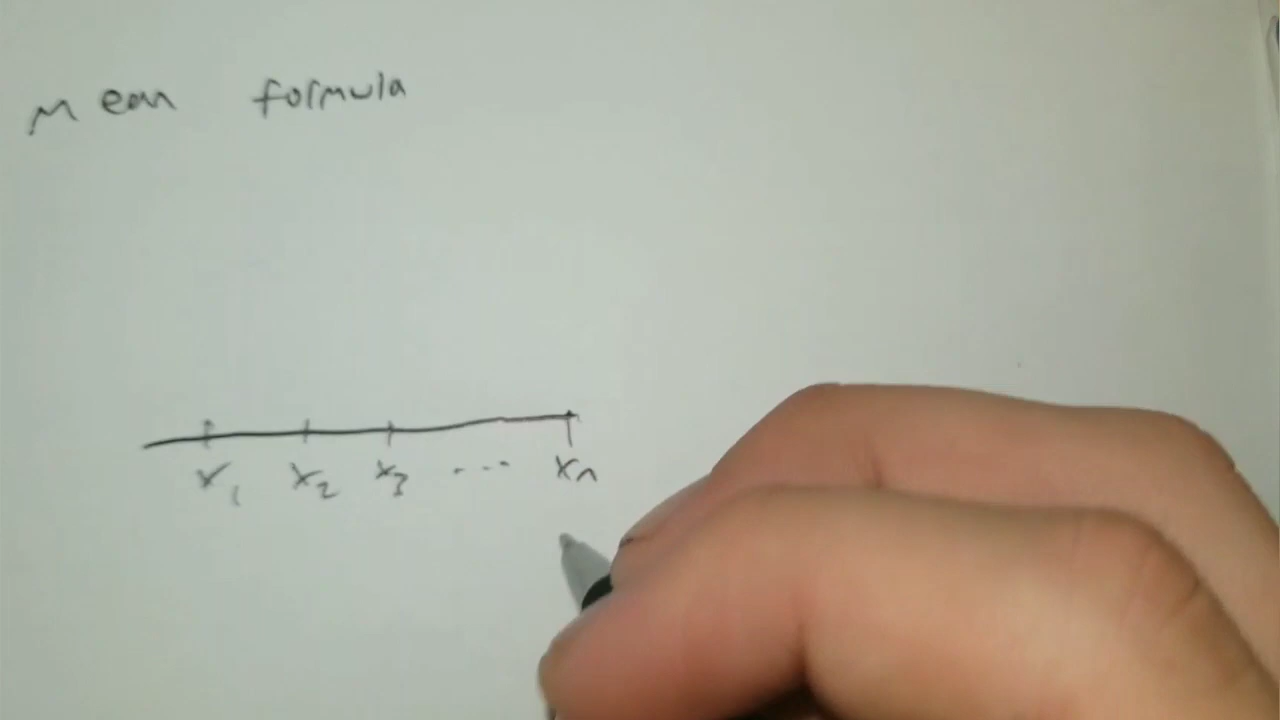 Mean formula
x₁ x₂ x₃ ... xₙ